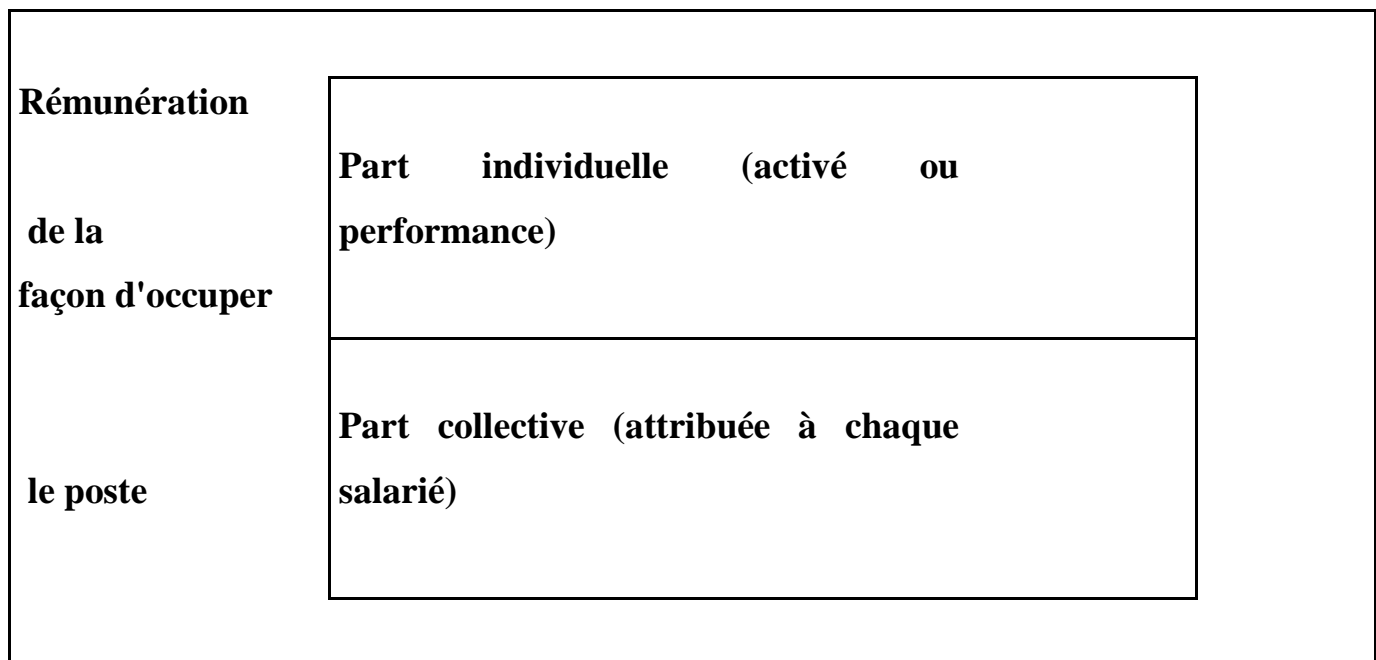 Rémunération
Part individuelle (activé ou
de la
performance)
façon d'occuper
Part collective (attribuée à chaque
le poste
salarié)